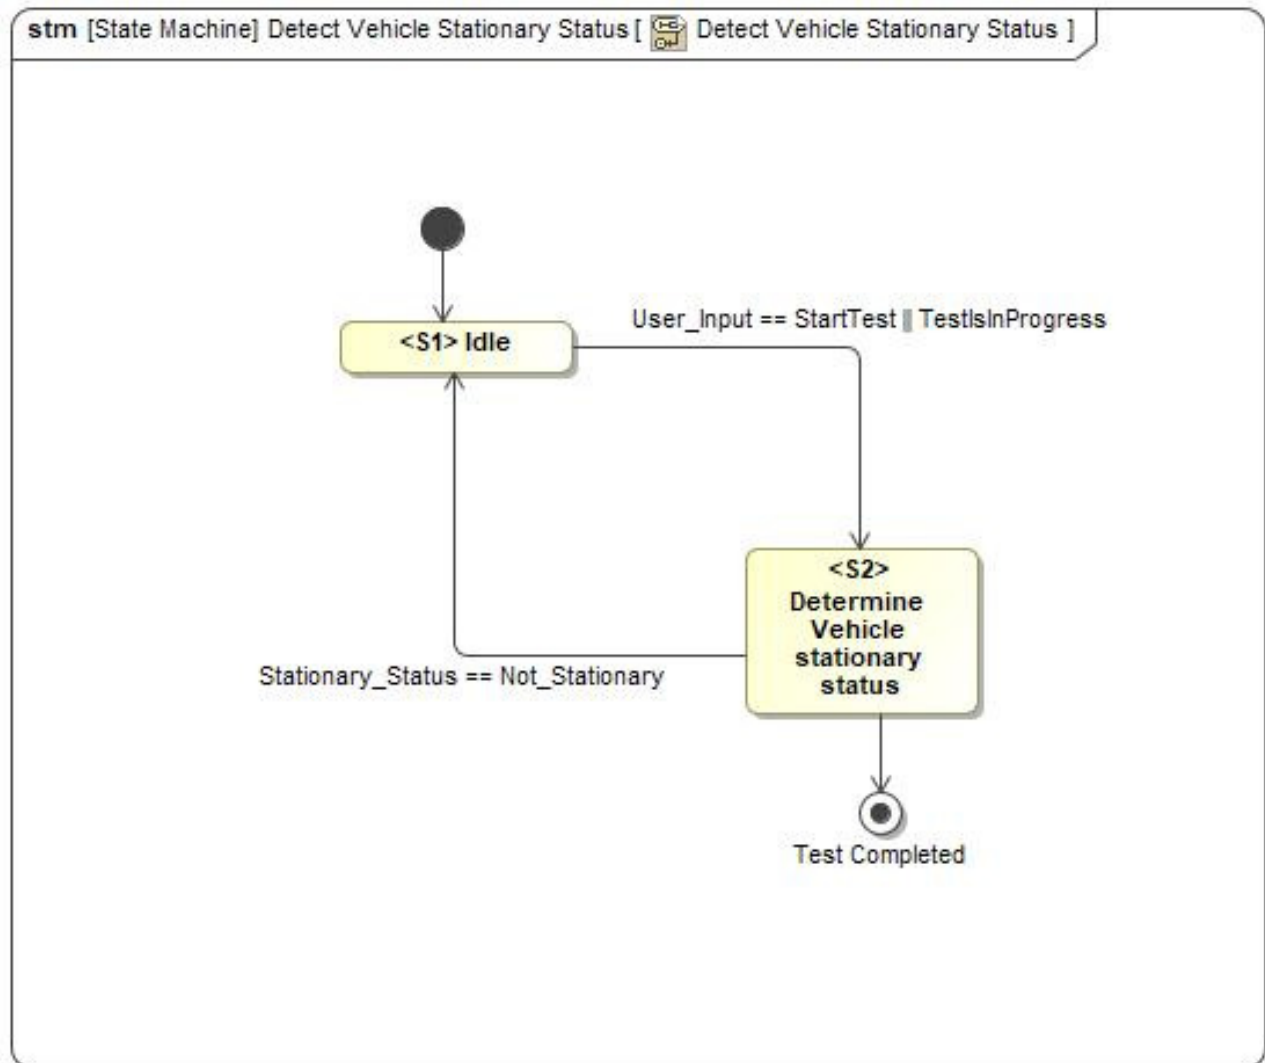 stm [State Machine] Detect Vehicle Stationary Status [ Detect Vehicle Stationary Status ]
User_Input == StartTest || TestIsInProgress
<S1> Idle
<S2>
Determine
Vehicle
stationary
status
Stationary_Status == Not_Stationary
Test Completed